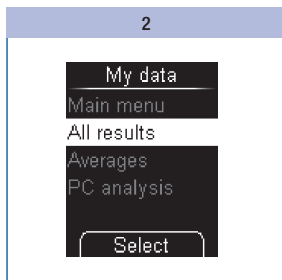 2
My data
Main menu
All results
Averages
PC analysis
Select